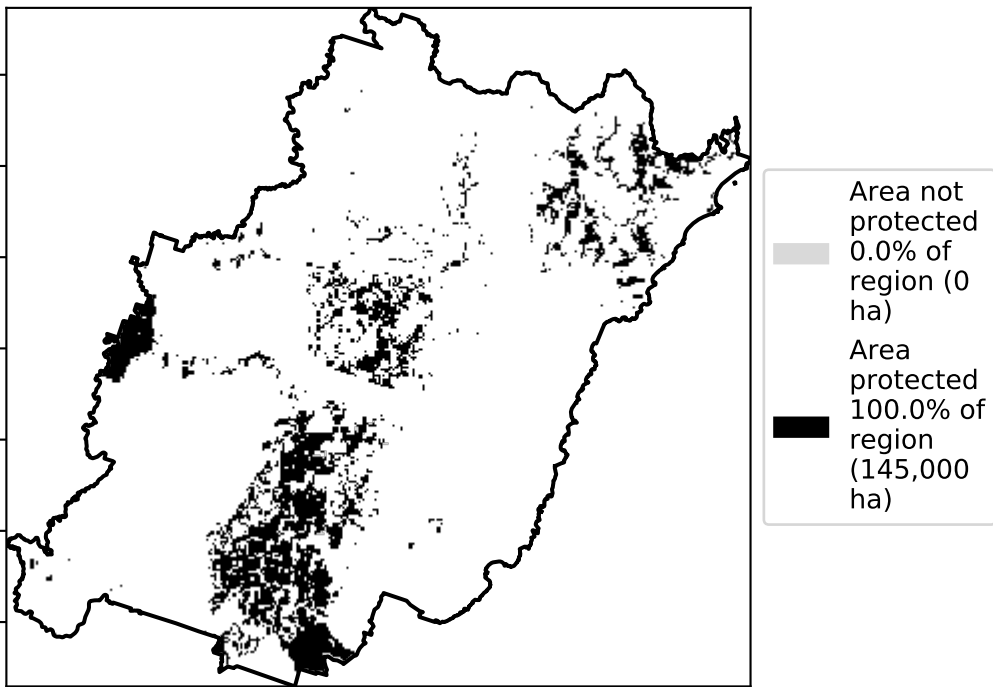 Area not
protected
0.0% of
region (0
ha)
Area
protected
100.0% of
region
(145,000
ha)